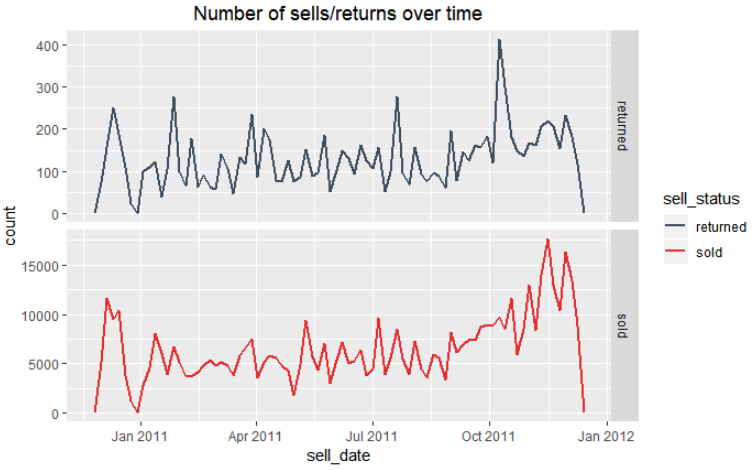 Number of sells/returns over time
400
300
200
100
0
returned
15000
10000
5000
0
sold
count
Jan 2011
Apr 2011
Jul 2011
Oct 2011
Jan 2012
sell_date
sell_status
returned
sold